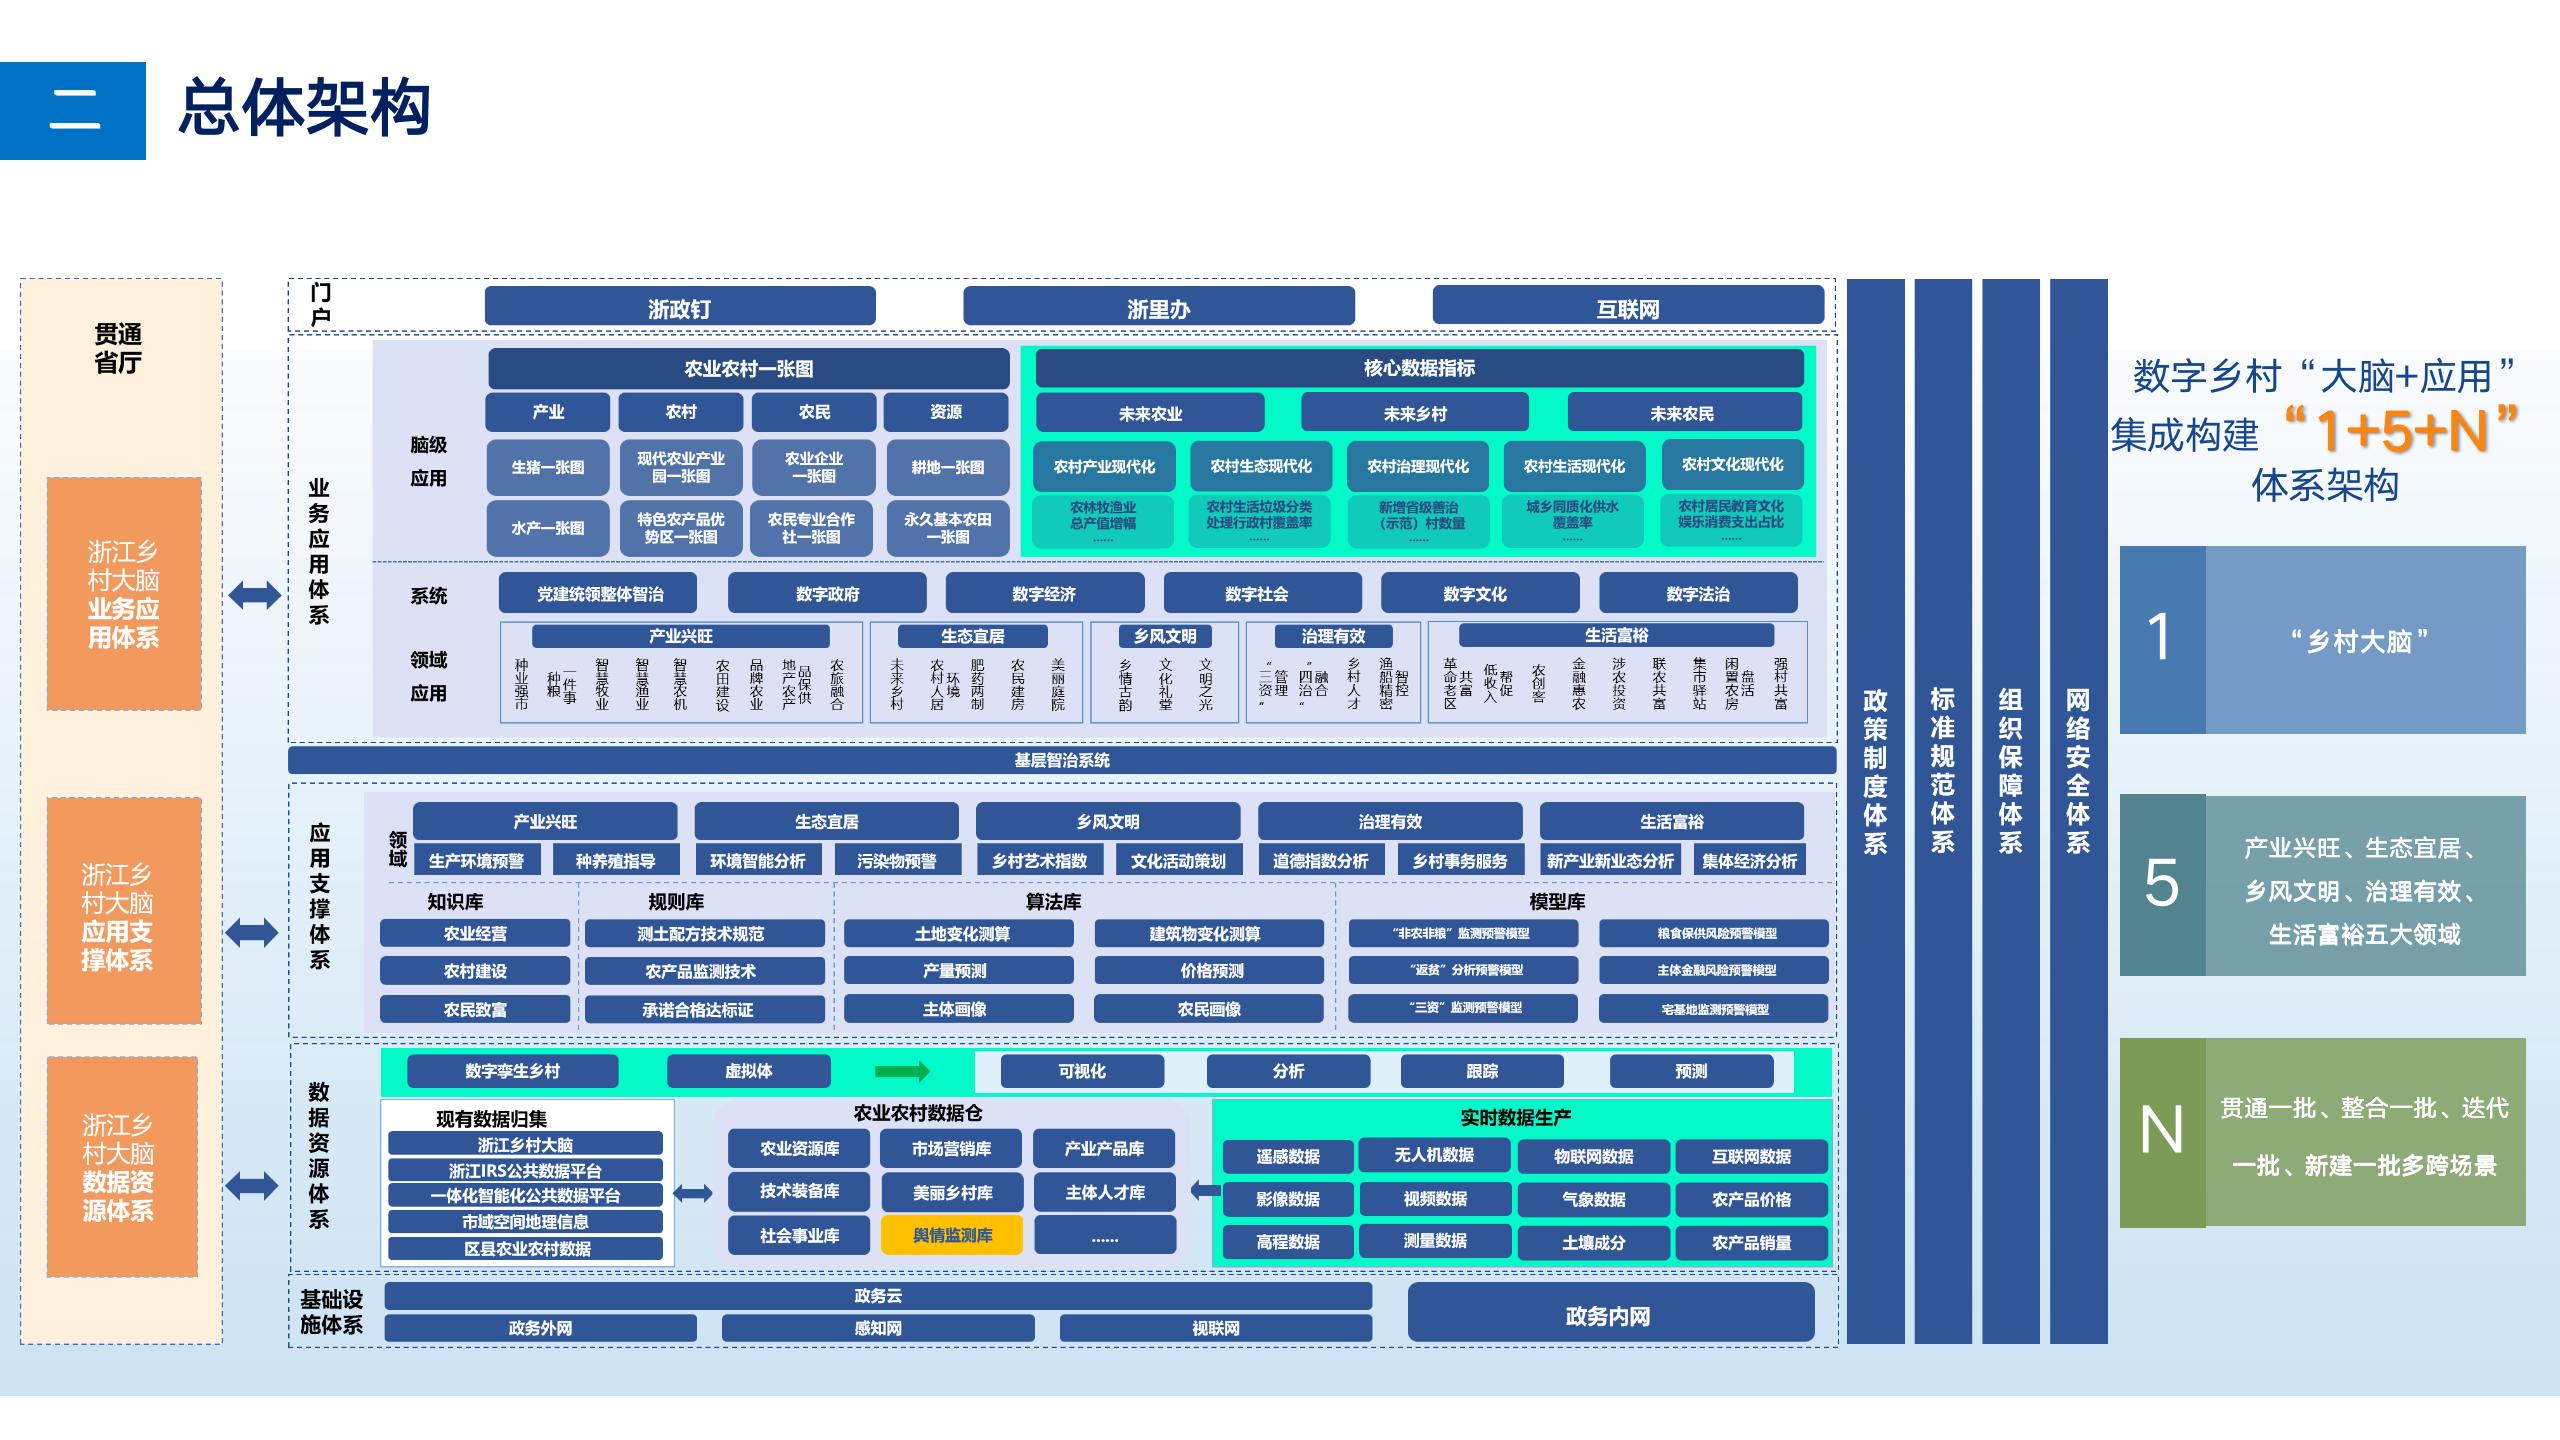 二
总体架构
贯通
省厅
浙江乡
村大脑
业务应
用体系
浙江乡
村大脑
应用支
撑体系
浙江乡
村大脑
数据资
源体系
门户
浙政钉
浙里办
互联网
业务应用体系
脑级
应用
农业农村一张图
产业
农村
农民
资源
生猪一张图
现代农业产业
园一张图
农业企业
一张图
耕地一张图
水产一张图
特色农产品优
势区一张图
农民专业合作
社一张图
永久基本农田
一张图
核心数据指标
未来农业
未来乡村
未来农民
农村产业现代化
农村生态现代化
农村治理现代化
农村生活现代化
农村文化现代化
农林牧渔业
总产值增幅
......
农村生活垃圾分类
处理行政村覆盖率
......
新增省级善治
（示范）村数量
......
城乡同质化供水
覆盖率
......
农村居民教育文化
娱乐消费支出占比
......
系统
党建统领整体智治
数字政府
数字经济
数字社会
数字文化
数字法治
领域
应用
产业兴旺
种业强市
种粮
一件事
智慧牧业
智慧渔业
智慧农机
农田建设
品牌农业
地产农产
品保供
农旅融合
生态宜居
未来乡村
农村人居
环境
肥药两制
农民建房
美丽庭院
乡风文明
乡情古韵
文化礼堂
文明之光
治理有效
“三资“
管理
“四治“
融合
乡村人才
渔船精密
智控
生活富裕
革命老区
共富
低收入
帮促
农创客
金融惠农
涉农投资
联农共富
集市驿站
闲置农房
盘活
强村共富
基层智治系统
应用支撑体系
领域
产业兴旺
生态宜居
乡风文明
治理有效
生活富裕
生产环境预警
种养殖指导
环境智能分析
污染物预警
乡村艺术指数
文化活动策划
道德指数分析
乡村事务服务
新产业新业态分析
集体经济分析
知识库
规则库
算法库
模型库
农业经营
测土配方技术规范
土地变化测算
建筑物变化测算
“非农非粮”监测预警模型
粮食保供风险预警模型
农村建设
农产品监测技术
产量预测
价格预测
“返贫”分析预警模型
主体金融风险预警模型
农民致富
承诺合格达标证
主体画像
农民画像
“三资”监测预警模型
宅基地监测预警模型
数据资源体系
数字孪生乡村
虚拟体
可视化
分析
跟踪
预测
现有数据归集
浙江乡村大脑
浙江IRS公共数据平台
一体化智能化公共数据平台
市域空间地理信息
区县农业农村数据
农业农村数据仓
农业资源库
市场营销库
产业产品库
技术装备库
美丽乡村库
主体人才库
社会事业库
舆情监测库
......
实时数据生产
遥感数据
无人机数据
物联网数据
互联网数据
影像数据
视频数据
气象数据
农产品价格
高程数据
测量数据
土壤成分
农产品销量
基础设
施体系
政务云
政务外网
感知网
视联网
政务内网
政策制度体系
标准规范体系
组织保障体系
网络安全体系
数字乡村“大脑+应用”
集成构建 “1+5+N”
体系架构
1
“乡村大脑”
5
产业兴旺、生态宜居、
乡风文明、治理有效、
生活富裕五大领域
N
贯通一批、整合一批、迭代
一批、新建一批多跨场景